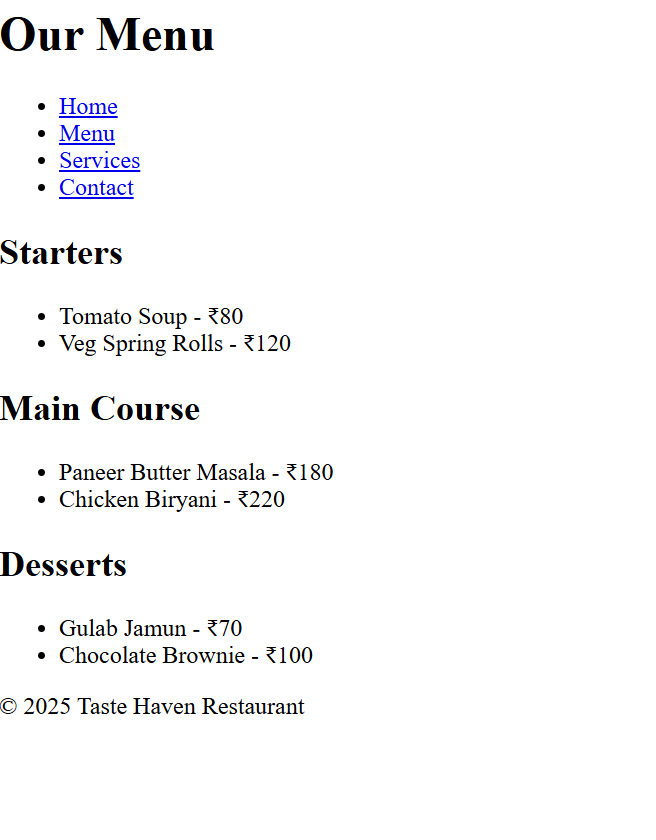 Our Menu
Home
Menu
Services
Contact
Starters
Tomato Soup - ₹80
Veg Spring Rolls - ₹120
Main Course
Paneer Butter Masala - ₹180
Chicken Biryani - ₹220
Desserts
Gulab Jamun - ₹70
Chocolate Brownie - ₹100
© 2025 Taste Haven Restaurant